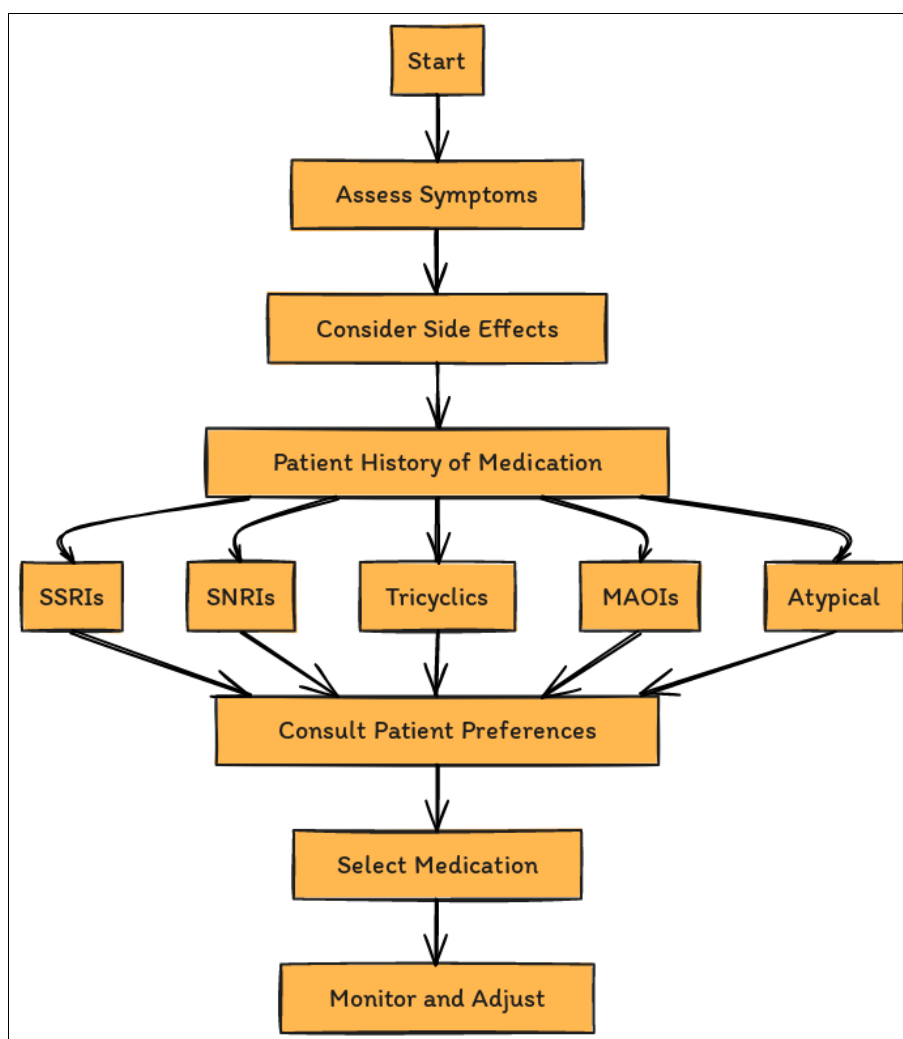 Start
Assess Symptoms
Consider Side Effects
Patient History of Medication
SSRIs
SNRIs
Tricyclics
MAOIs
Atypical
Consult Patient Preferences
Select Medication
Monitor and Adjust